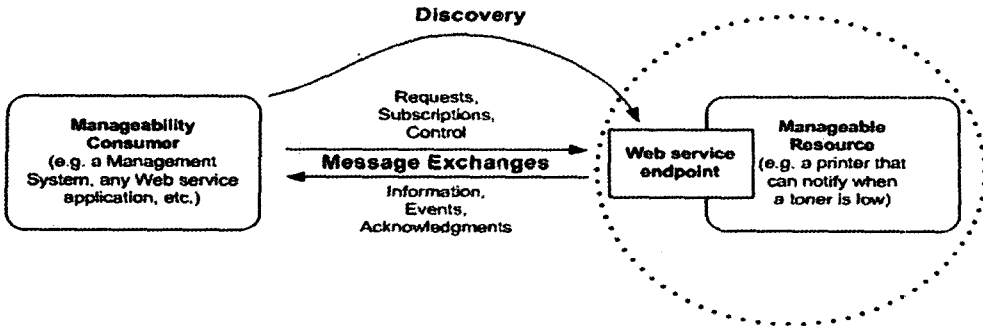 Discovery
Requests,
Subscriptions,
Control
Manageability
Consumer
(e.g. a Management
System, any Web service
application, etc.)
Message Exchanges
Information,
Events,
Acknowledgments
Web service
endpoint
Manageable
Resource
(e.g. a printer that
can notify when
a toner is low)